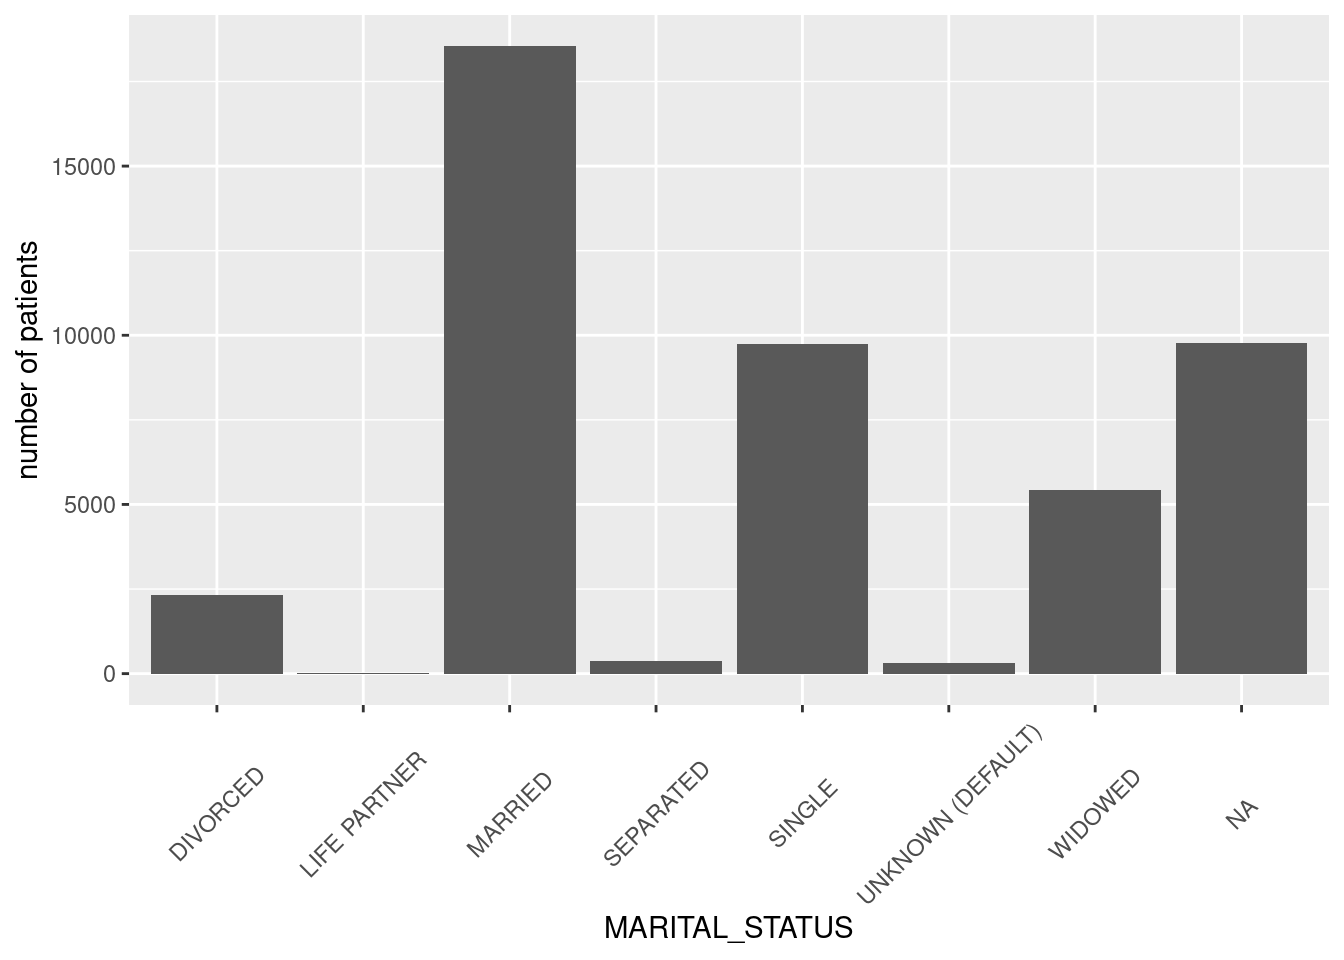 number of patients
15000
10000
5000
0
DIVORCED
LIFE PARTNER
MARRIED
SEPARATED
SINGLE
UNKNOWN (DEFAULT)
WIDOWED
NA
MARITAL_STATUS